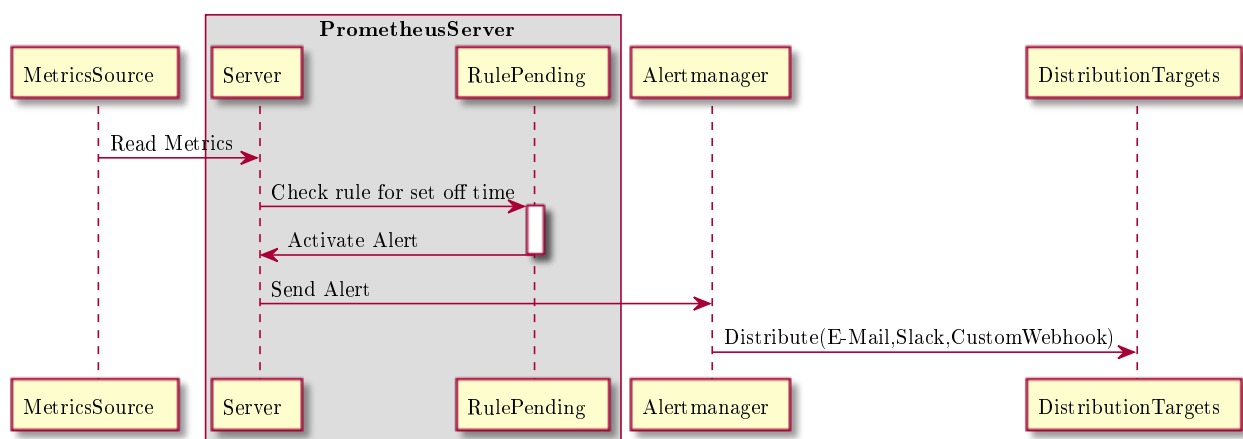 PrometheusServer
MetricsSource
Server
RulePending
Alertmanager
DistributionTargets
Read Metrics
Check rule for set off time
Activate Alert
Send Alert
Distribute(E-Mail,Slack,CustomWebhook)
MetricsSource
Server
RulePending
Alertmanager
DistributionTargets